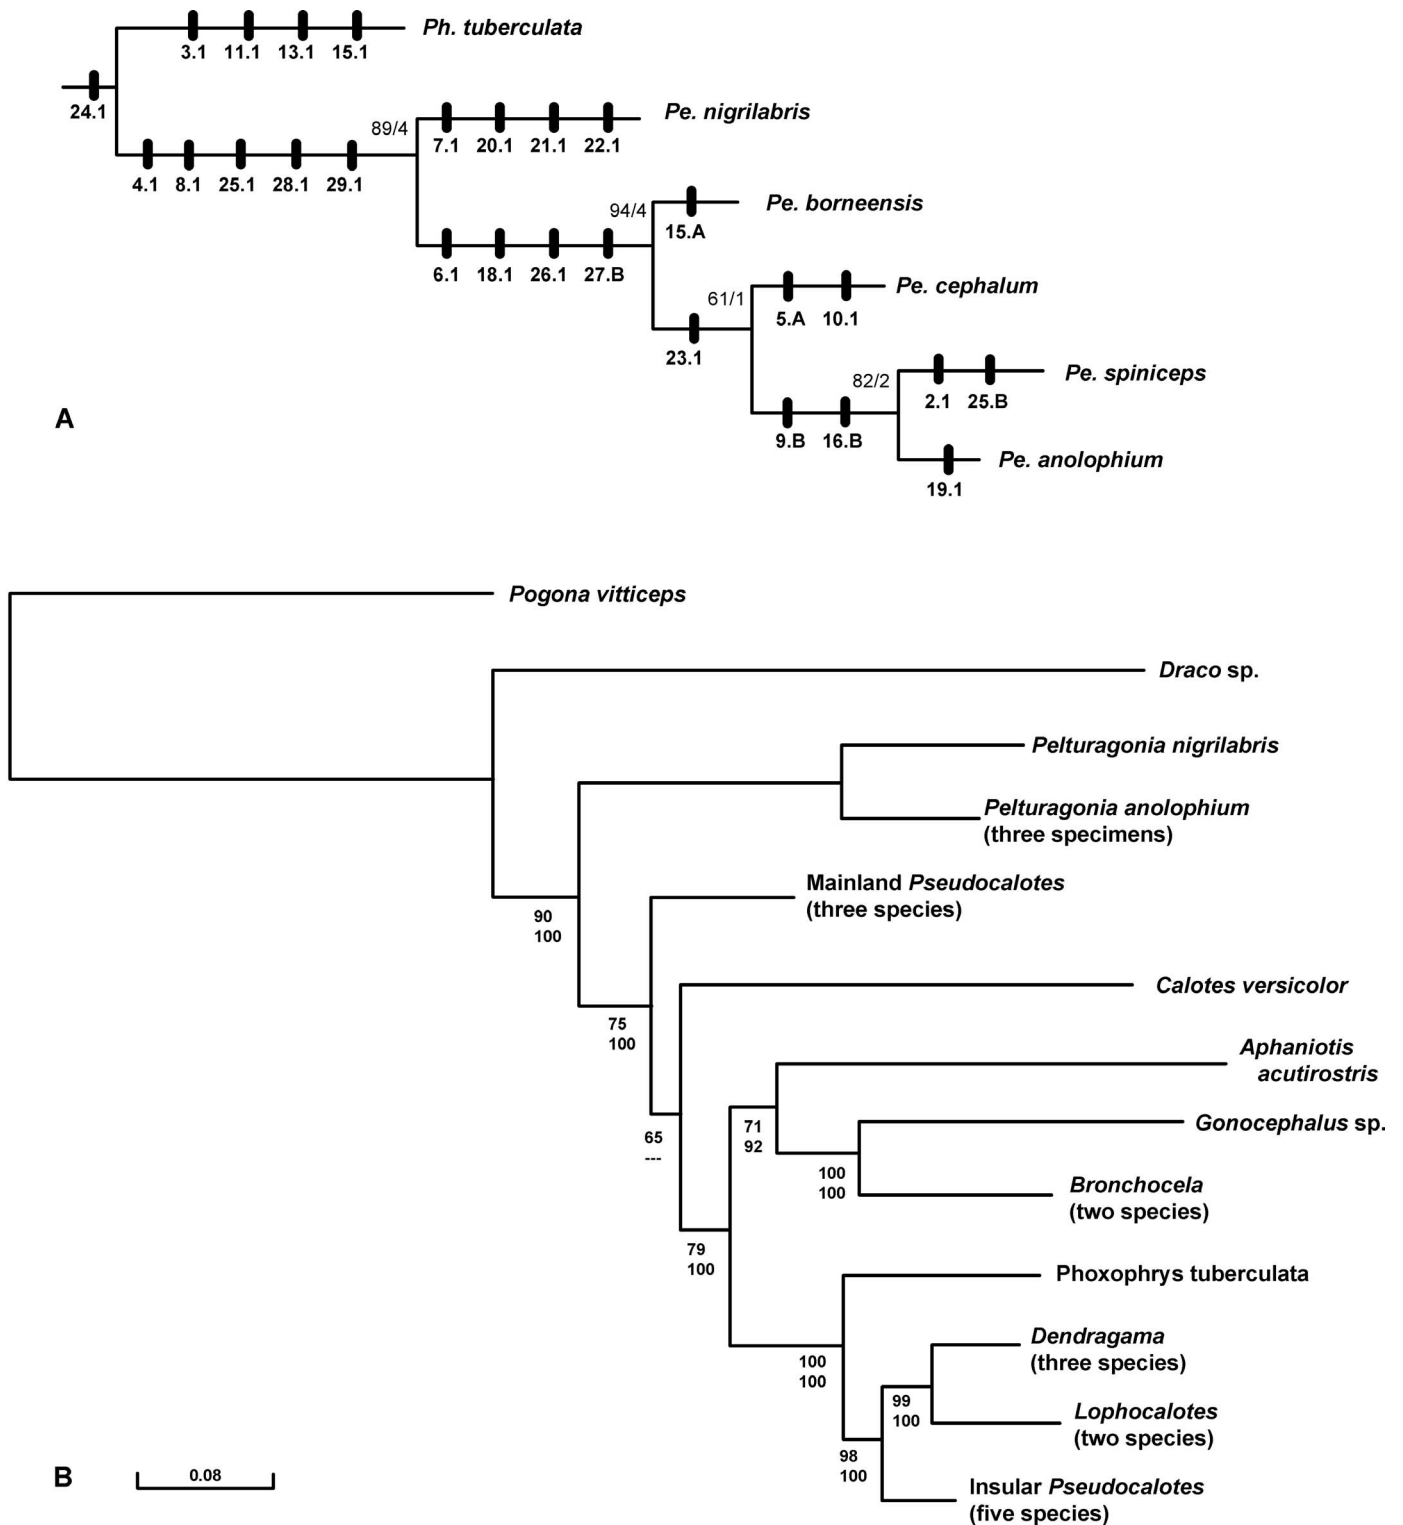 Ph. tuberculata
3.1 11.1 13.1 15.1
24.1
Pe. nigrilabris
89/4
7.1 20.1 21.1 22.1
4.1 8.1 25.1 28.1 29.1
Pe. borneensis
94/4
15.A
6.1 18.1 26.1 27.B
Pe. cephalum
61/1
5.A 10.1
23.1
Pe. spiniceps
82/2
2.1 25.B
A
9.B 16.B
Pe. anolophium
19.1
Pogona vitticeps
Draco sp.
Pelturagonia nigrilabris
Pelturagonia anolophium
(three specimens)
Mainland Pseudocalotes
(three species)
90
100
Calotes versicolor
75
100
Aphaniotis
acutirostris
Gonocephalus sp.
71
92
65
---
100
100
Bronchocela
(two species)
79
100
Phoxophrys tuberculata
Dendragama
(three species)
100
100
99
100
Lophocalotes
(two species)
98
100
B
0.08
Insular Pseudocalotes
(five species)